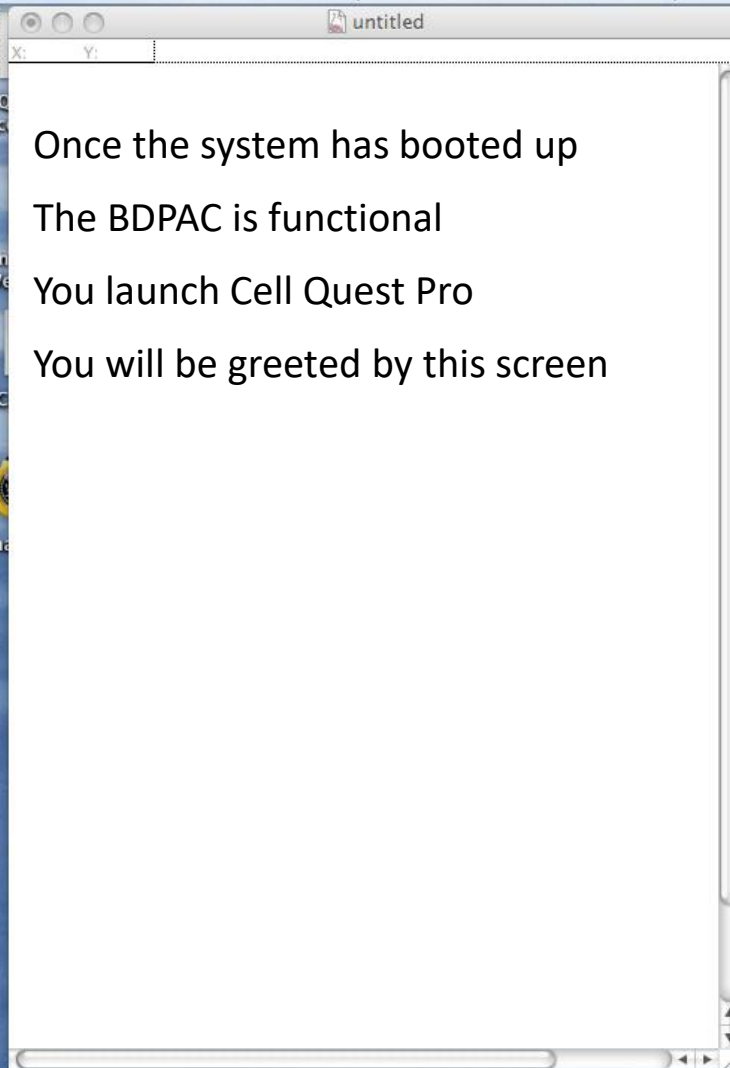 untitled
X: Y:
Once the system has booted up
The BDPAC is functional
You launch Cell Quest Pro
You will be greeted by this screen